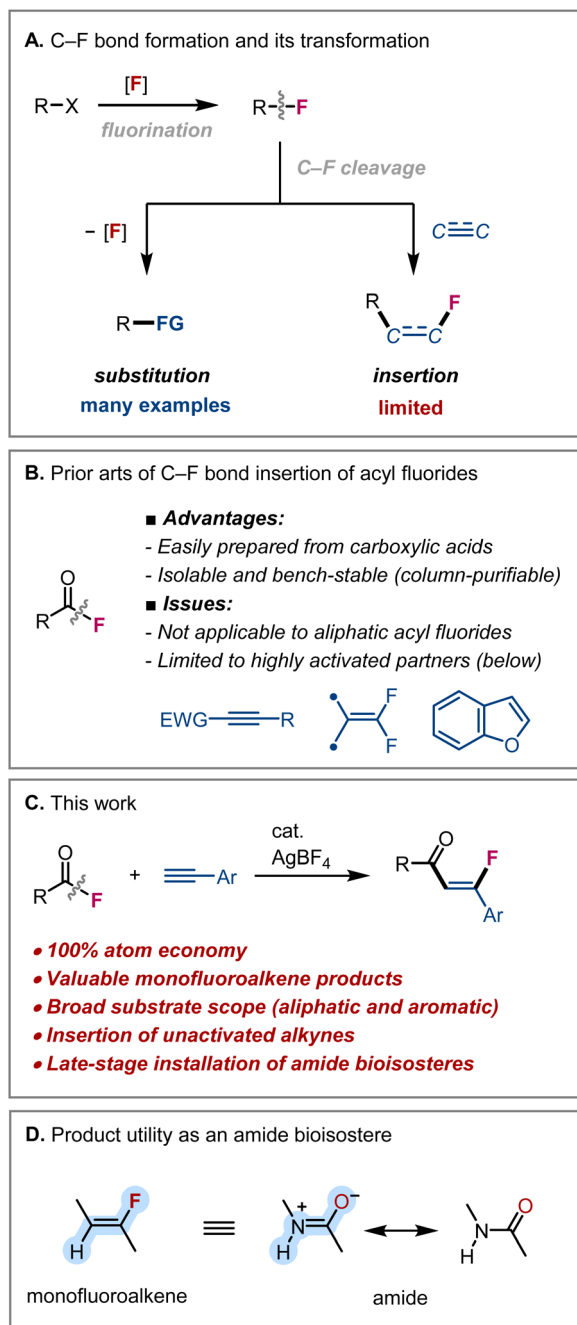 A. C–F bond formation and its transformation
R–X
[F]
fluorination
R
F
C–F cleavage
– [F]
C
C
R–FG
R
F
C
C
substitution
insertion
many examples
limited
B. Prior arts of C–F bond insertion of acyl fluorides
■ Advantages:
- Easily prepared from carboxylic acids
- Isolable and bench-stable (column-purifiable)
■ Issues:
- Not applicable to aliphatic acyl fluorides
- Limited to highly activated partners (below)
O
R
F
EWG
R
F
F
O
C. This work
O
R
F
+
Ar
cat.
AgBF4
O
R
F
Ar
• 100% atom economy
• Valuable monofluoroalkene products
• Broad substrate scope (aliphatic and aromatic)
• Insertion of unactivated alkynes
• Late-stage installation of amide bioisosteres
D. Product utility as an amide bioisostere
F
H
O–
N+
H
O
N
H
monofluoroalkene
amide